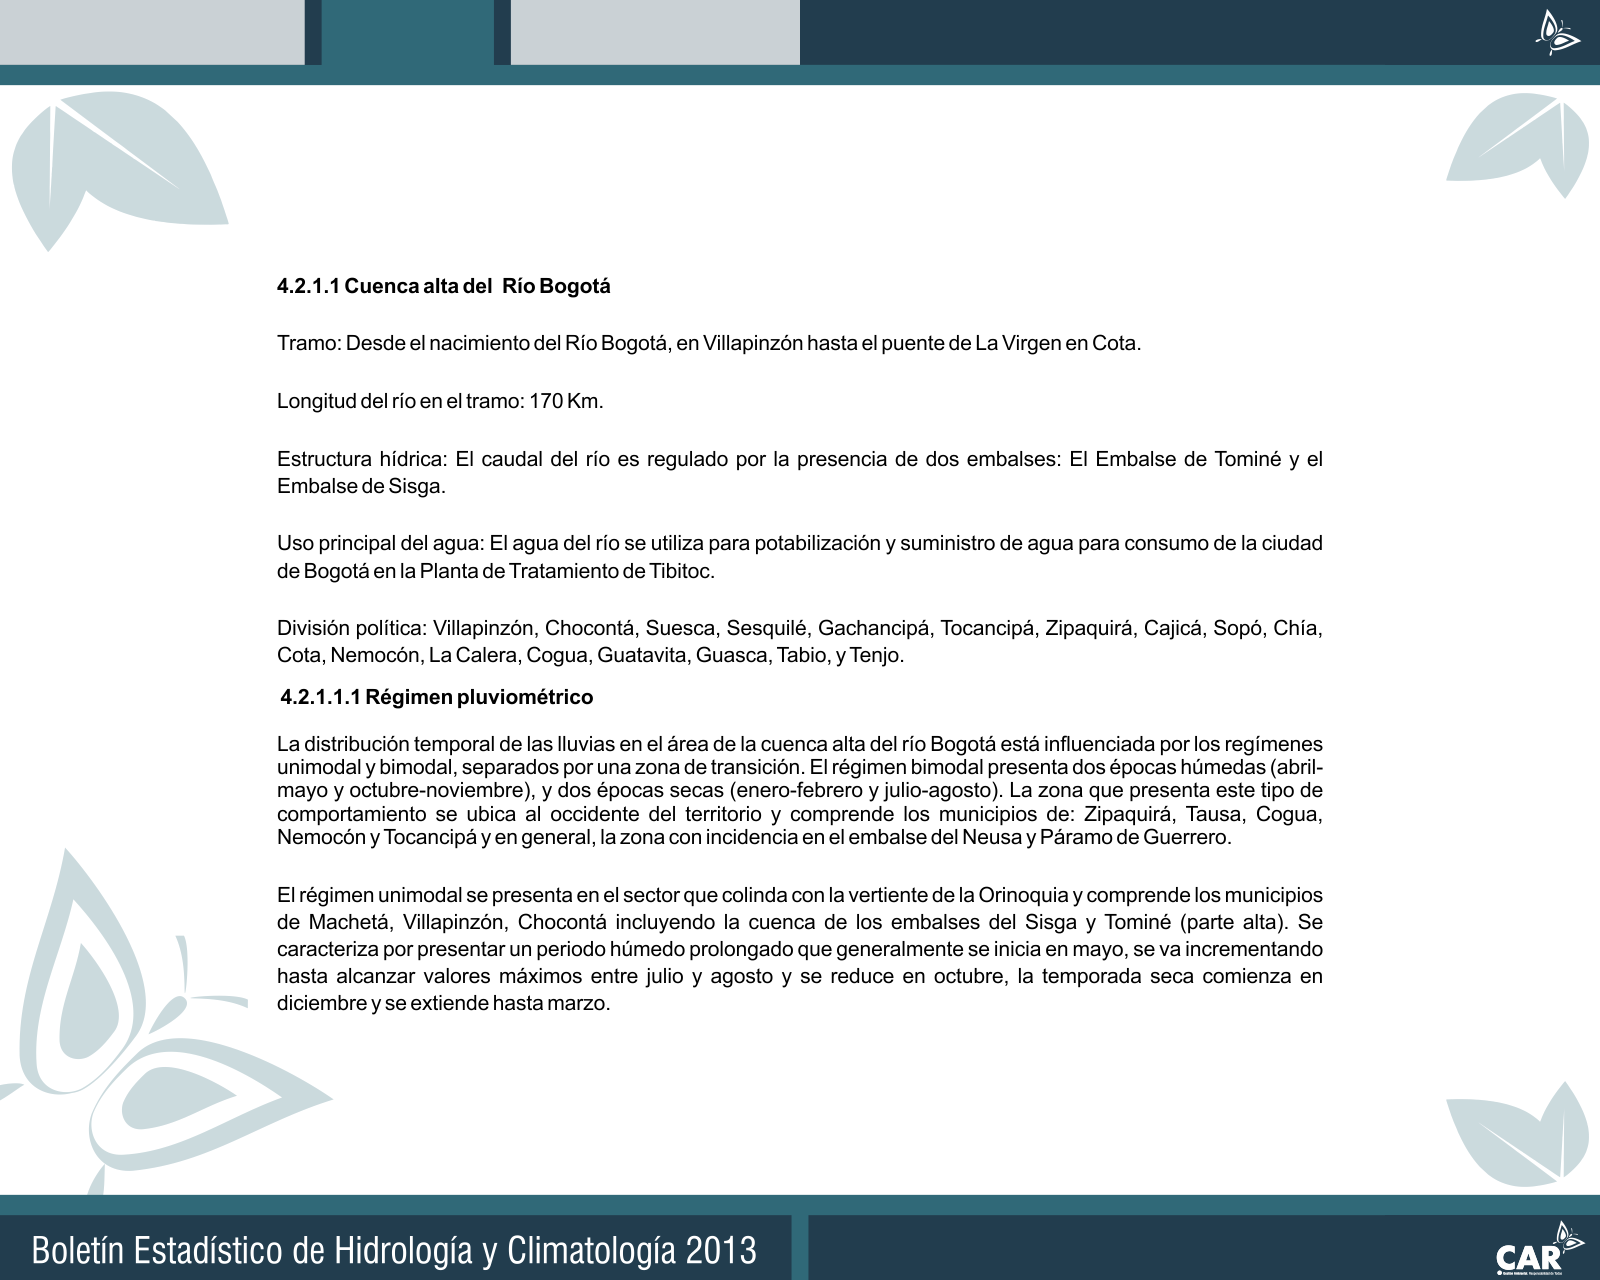 4.2.1.1 Cuenca alta del Río Bogotá
Tramo: Desde el nacimiento del Río Bogotá, en Villapinzón hasta el puente de La Virgen en Cota.
Longitud del río en el tramo: 170 Km.
Estructura hídrica: El caudal del río es regulado por la presencia de dos embalses: El Embalse de Tominé y el
Embalse de Sisga.
Uso principal del agua: El agua del río se utiliza para potabilización y suministro de agua para consumo de la ciudad
de Bogotá en la Planta de Tratamiento de Tibitoc.
División política: Villapinzón, Chocontá, Suesca, Sesquilé, Gachancipá, Tocancipá, Zipaquirá, Cajicá, Sopó, Chía,
Cota, Nemocón, La Calera, Cogua, Guatavita, Guasca, Tabio, y Tenjo.
4.2.1.1.1 Régimen pluviométrico
La distribución temporal de las lluvias en el área de la cuenca alta del río Bogotá está influenciada por los regímenes
unimodal y bimodal, separados por una zona de transición. El régimen bimodal presenta dos épocas húmedas (abril-
mayo y octubre-noviembre), y dos épocas secas (enero-febrero y julio-agosto). La zona que presenta este tipo de
comportamiento se ubica al occidente del territorio y comprende los municipios de: Zipaquirá, Tausa, Cogua,
Nemocón y Tocancipá y en general, la zona con incidencia en el embalse del Neusa y Páramo de Guerrero.
El régimen unimodal se presenta en el sector que colinda con la vertiente de la Orinoquia y comprende los municipios
de Machetá, Villapinzón, Chocontá incluyendo la cuenca de los embalses del Sisga y Tominé (parte alta). Se
caracteriza por presentar un periodo húmedo prolongado que generalmente se inicia en mayo, se va incrementando
hasta alcanzar valores máximos entre julio y agosto y se reduce en octubre, la temporada seca comienza en
diciembre y se extiende hasta marzo.
Boletín Estadístico de Hidrología y Climatología 2013
CAR